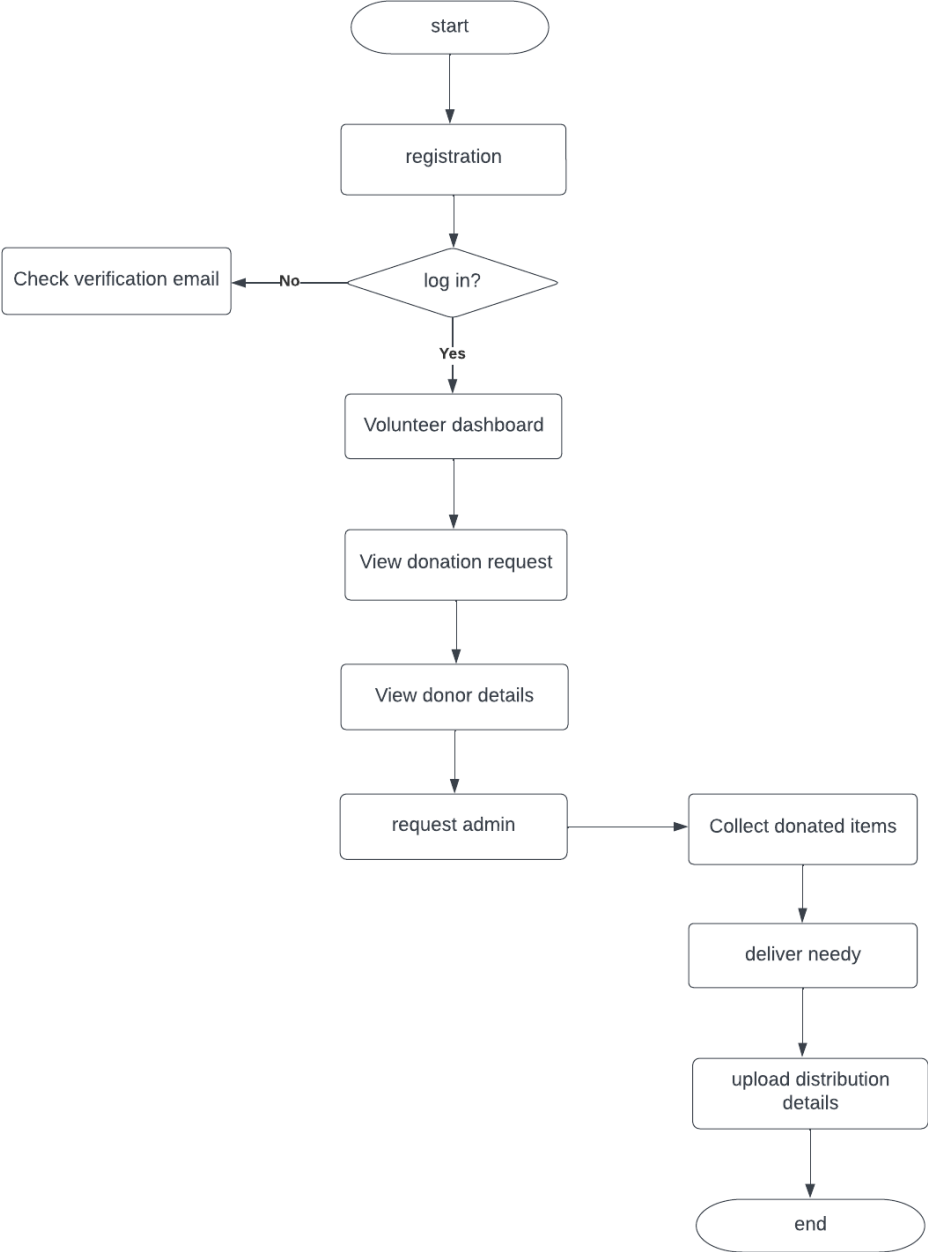 start
registration
log in?
No
Check verification email
Yes
Volunteer dashboard
View donation request
View donor details
request admin
Collect donated items
deliver needy
upload distribution
details
end